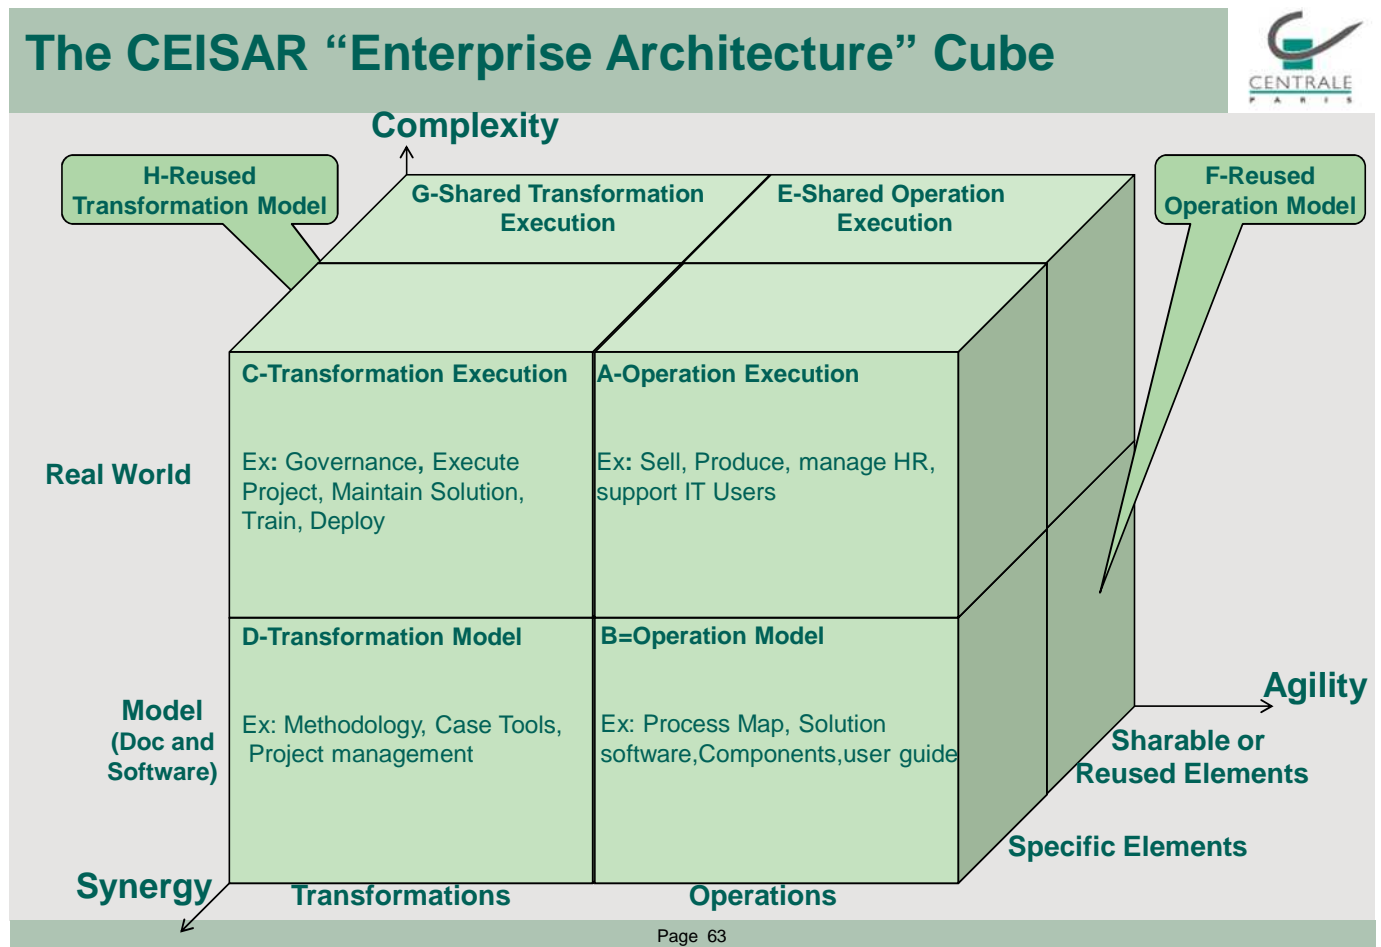 The CEISAR “Enterprise Architecture” Cube
CENTRALE
PARIS
Complexity
H-Reused
Transformation Model
G-Shared Transformation
Execution
E-Shared Operation
Execution
F-Reused
Operation Model
C-Transformation Execution
Ex: Governance, Execute
Project, Maintain Solution,
Train, Deploy
A-Operation Execution
Ex: Sell, Produce, manage HR,
support IT Users
Real World
D-Transformation Model
Ex: Methodology, Case Tools,
Project management
B=Operation Model
Ex: Process Map, Solution
software,Components,user guide
Model
(Doc and
Software)
Agility
Sharable or
Reused Elements
Specific Elements
Synergy
Transformations
Operations
Page 63